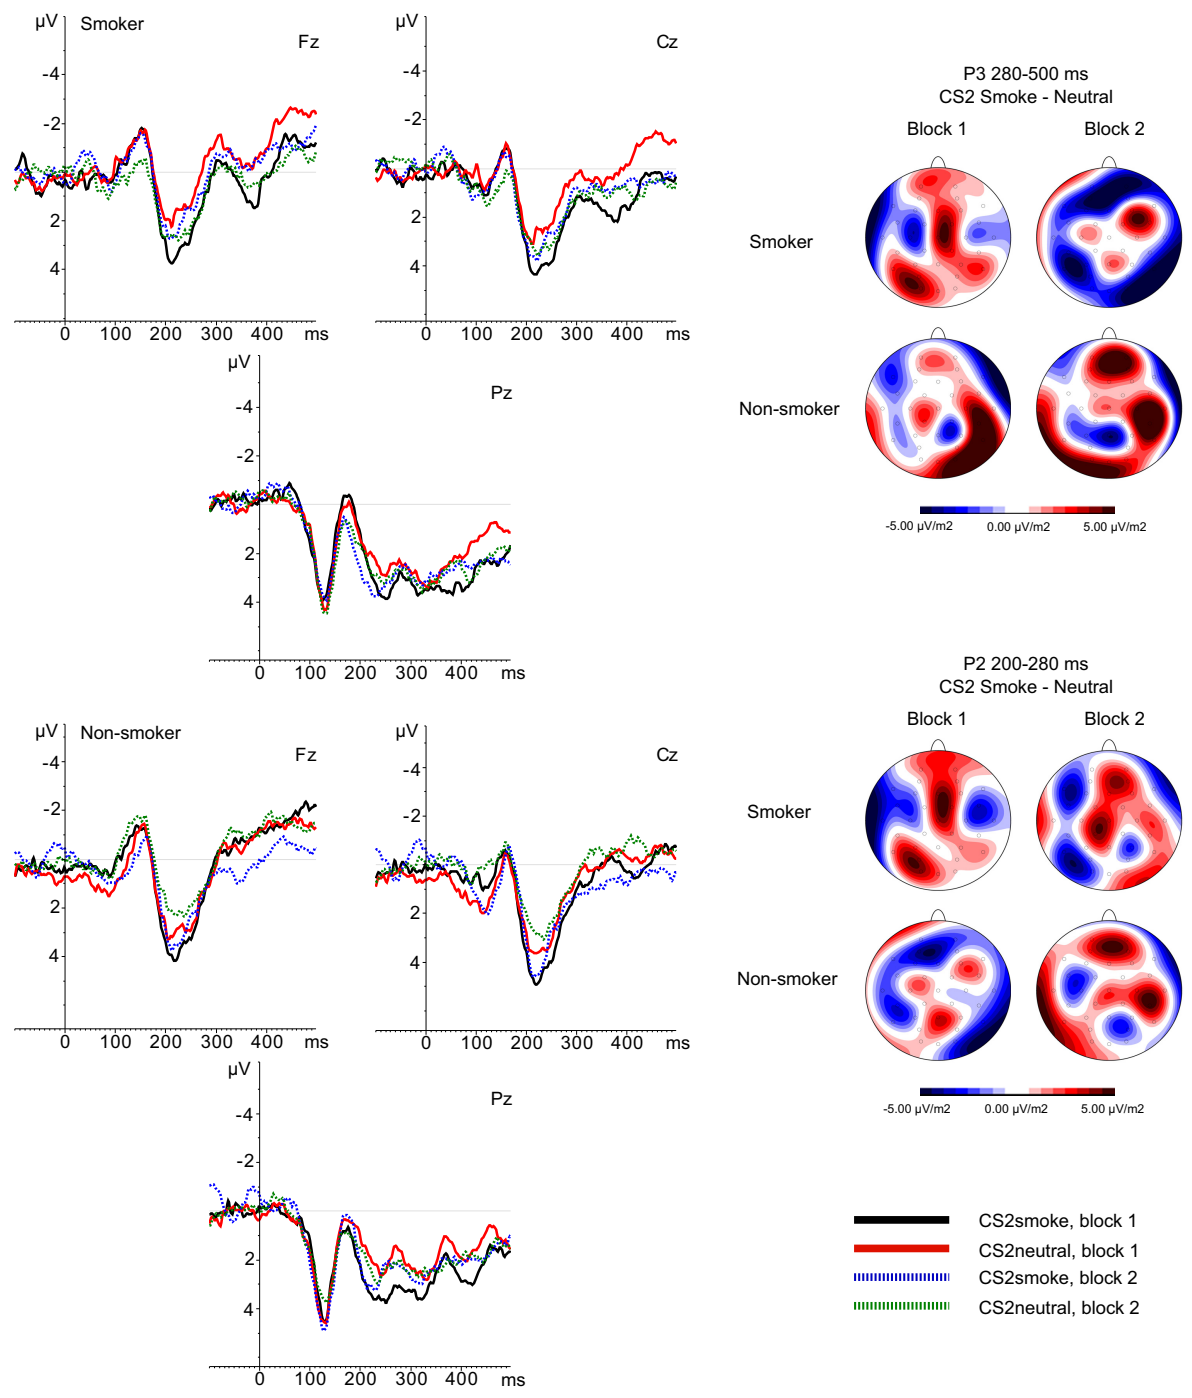 µV Smoker Fz
-4
-2
2
4
0 100 200 300 400 ms
µV Cz
-4
-2
2
4
0 100 200 300 400 ms
µV Pz
-4
-2
2
4
0 100 200 300 400 ms
P3 280-500 ms
CS2 Smoke - Neutral
Block 1 Block 2
Smoker
Non-smoker
-5.00 µV/m2 0.00 µV/m2 5.00 µV/m2
µV Non-smoker Fz
-4
-2
2
4
0 100 200 300 400 ms
µV Cz
-4
-2
2
4
0 100 200 300 400 ms
µV Pz
-4
-2
2
4
0 100 200 300 400 ms
P2 200-280 ms
CS2 Smoke - Neutral
Block 1 Block 2
Smoker
Non-smoker
-5.00 µV/m2 0.00 µV/m2 5.00 µV/m2
CS2smoke, block 1
CS2neutral, block 1
CS2smoke, block 2
CS2neutral, block 2